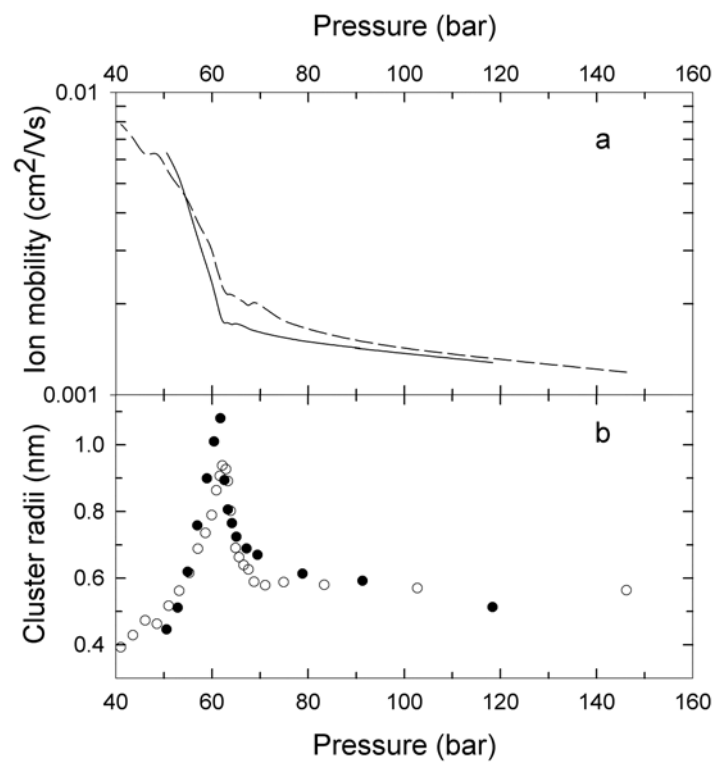 Pressure (bar)
40 60 80 100 120 140 160
0.01
a
Ion mobility (cm²/Vs)
0.001
b
1.0
Cluster radii (nm)
0.8
0.6
0.4
40 60 80 100 120 140 160
Pressure (bar)